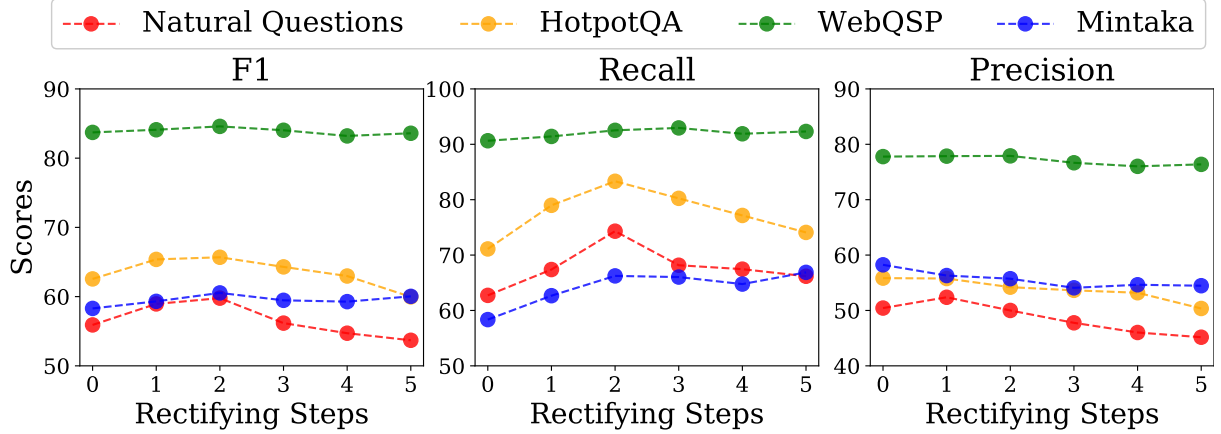 Natural Questions HotpotQA WebQSP Mintaka
F1 Recall Precision
Scores
90
80
70
60
50
0 1 2 3 4 5
Rectifying Steps
100
90
80
70
60
50
0 1 2 3 4 5
Rectifying Steps
90
80
70
60
50
40
0 1 2 3 4 5
Rectifying Steps